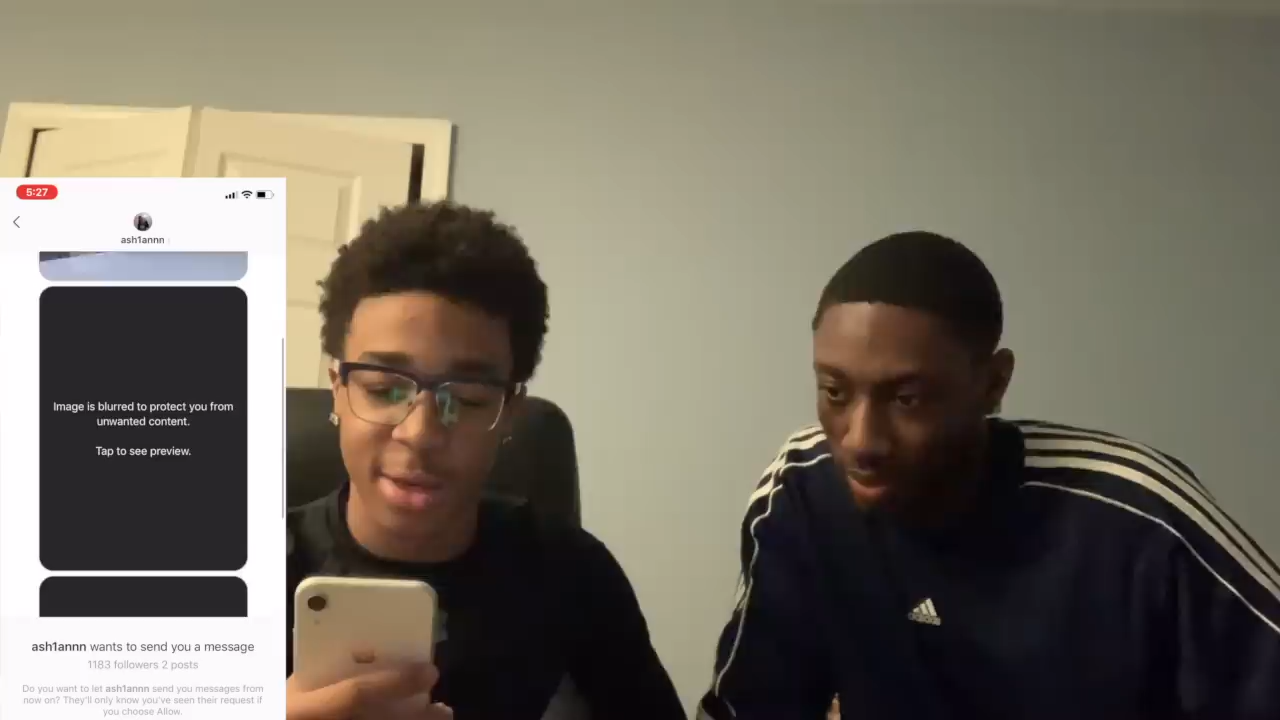 5:27
ash1annn
Image is blurred to protect you from
unwanted content.
Tap to see preview.
ash1annn wants to send you a message
1183 followers 2 posts
Do you want to let ash1annn send you messages from
now on? They'll only know you've seen their request if
you choose Allow.